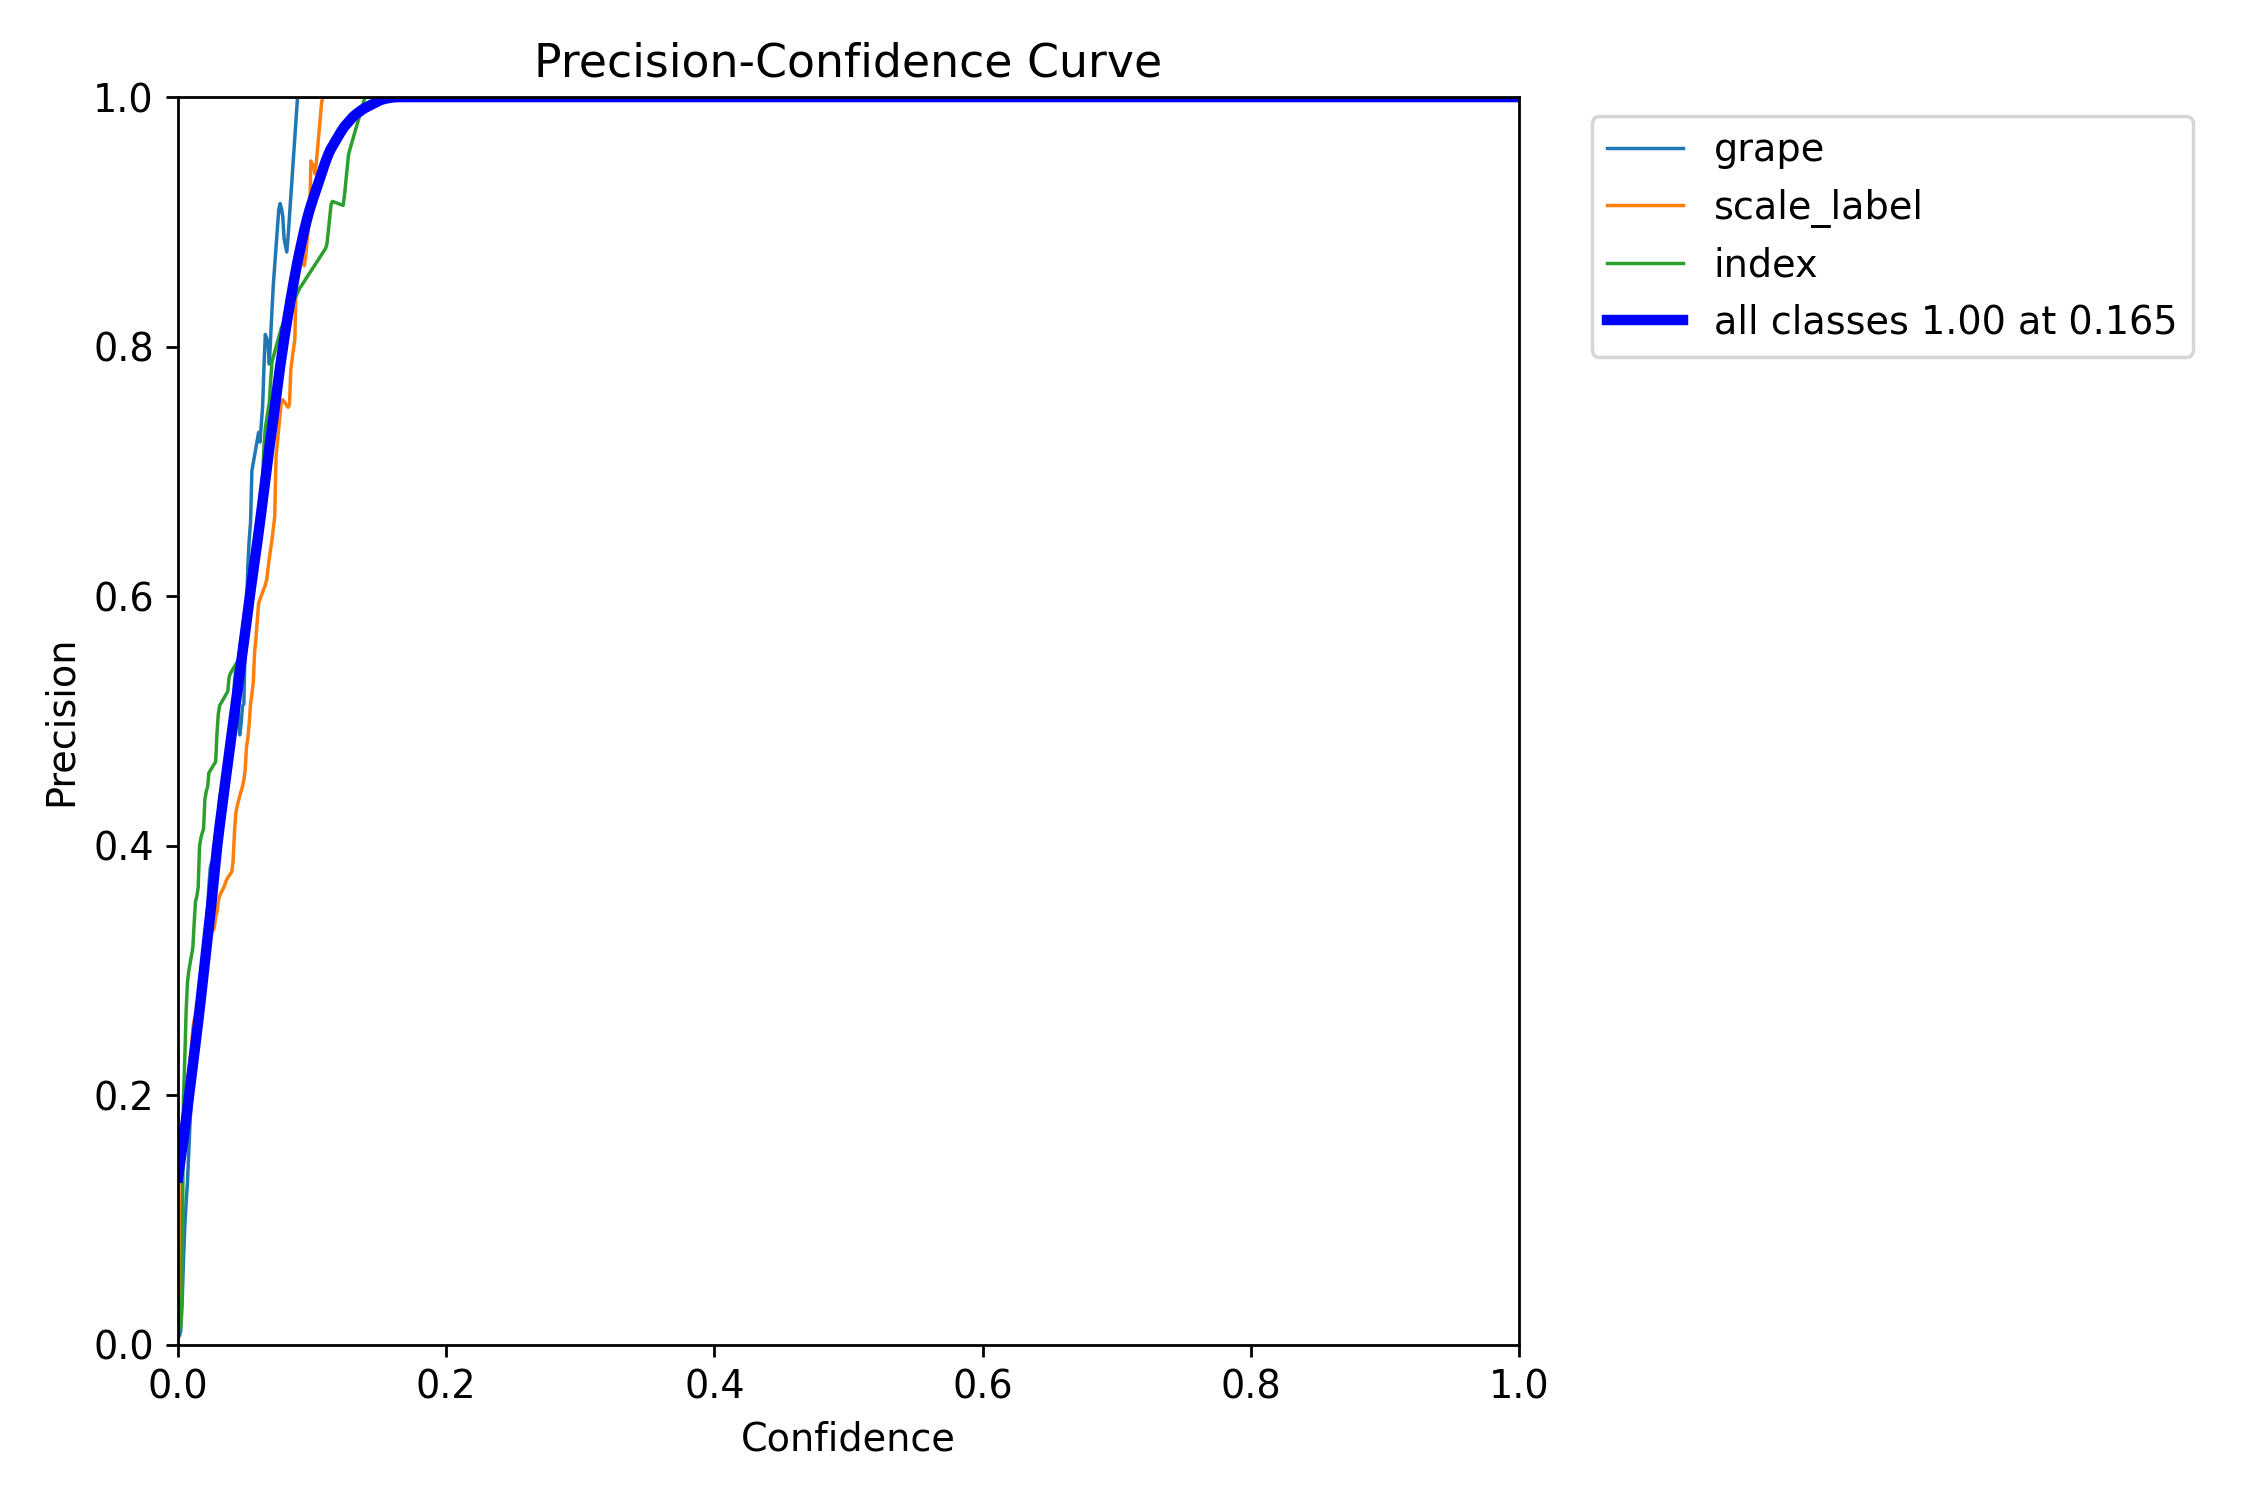 Precision-Confidence Curve
1.0
0.8
0.6
0.4
0.2
0.0
Precision
0.0 0.2 0.4 0.6 0.8 1.0
Confidence
grape
scale_label
index
all classes 1.00 at 0.165